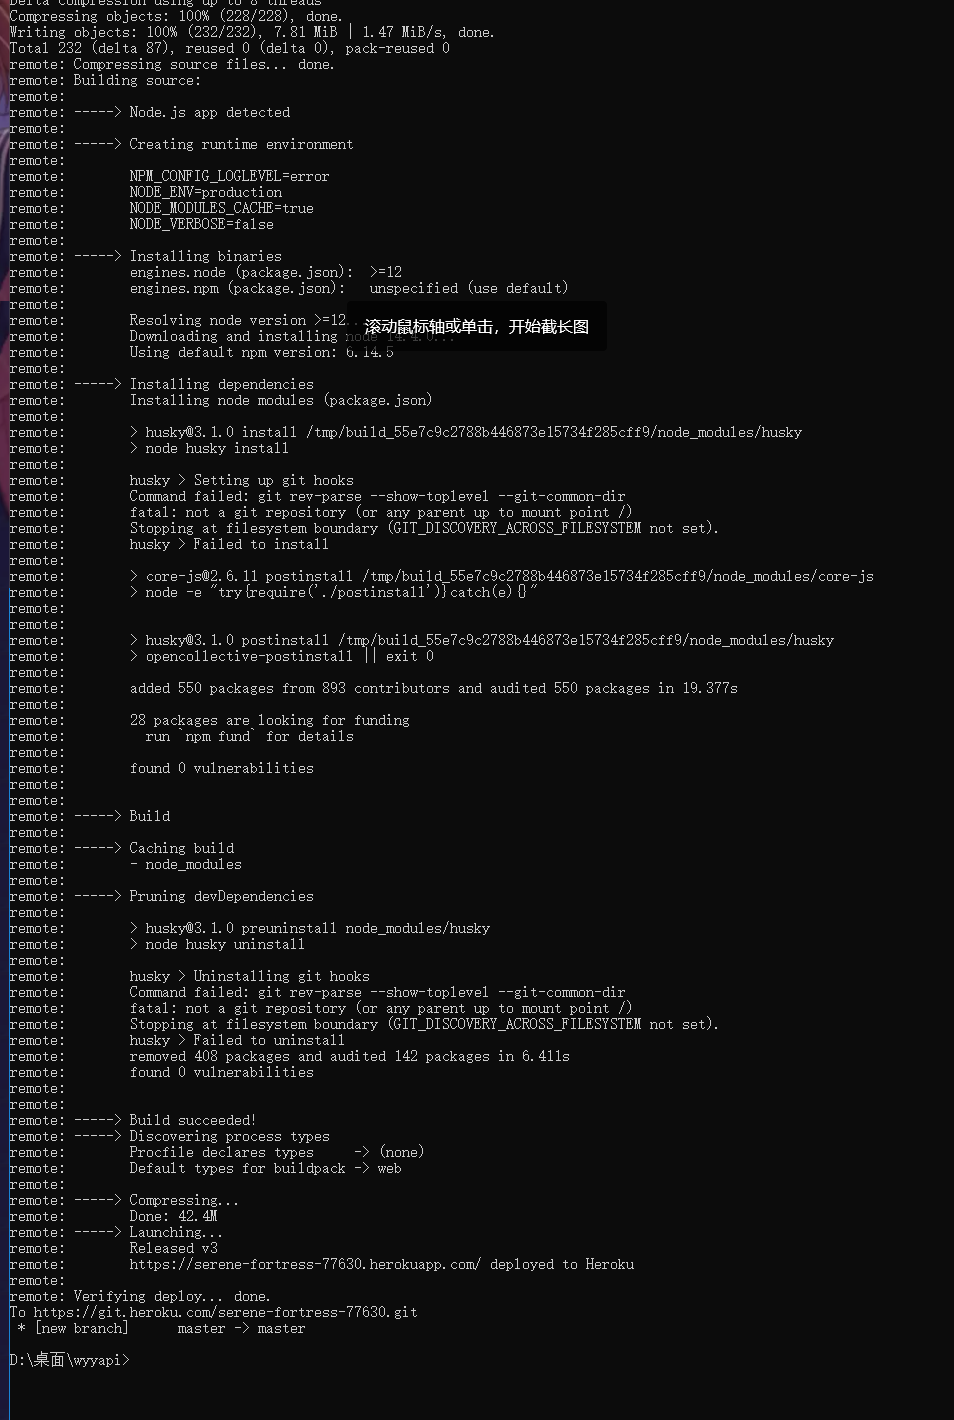 Delta compression using up to 8 threads
Compressing objects: 100% (228/228), done.
Writing objects: 100% (232/232), 7.81 MiB | 1.47 MiB/s, done.
Total 232 (delta 87), reused 0 (delta 0), pack-reused 0
remote: Compressing source files... done.
remote: Building source:
remote:
remote: -----> Node.js app detected
remote:
remote: -----> Creating runtime environment
remote:
remote:        NPM_CONFIG_LOGLEVEL=error
remote:        NODE_ENV=production
remote:        NODE_MODULES_CACHE=true
remote:        NODE_VERBOSE=false
remote:
remote: -----> Installing binaries
remote:        engines.node (package.json):  >=12
remote:        engines.npm (package.json):   unspecified (use default)
remote:
remote:        Resolving node version >=12...
滚动鼠标轴或单击，开始截长图
remote:        Downloading and installing node 14.4.0...
remote:        Using default npm version: 6.14.5
remote:
remote: -----> Installing dependencies
remote:        Installing node modules (package.json)
remote:
remote:        > husky@3.1.0 install /tmp/build_55e7c9c2788b446873e15734f285cff9/node_modules/husky
remote:        > node husky install
remote:
remote:        husky > Setting up git hooks
remote:        Command failed: git rev-parse --show-toplevel --git-common-dir
remote:        fatal: not a git repository (or any parent up to mount point /)
remote:        Stopping at filesystem boundary (GIT_DISCOVERY_ACROSS_FILESYSTEM not set).
remote:        husky > Failed to install
remote:
remote:        > core-js@2.6.11 postinstall /tmp/build_55e7c9c2788b446873e15734f285cff9/node_modules/core-js
remote:        > node -e "try{require('./postinstall')}catch(e){}"
remote:
remote:
remote:        > husky@3.1.0 postinstall /tmp/build_55e7c9c2788b446873e15734f285cff9/node_modules/husky
remote:        > opencollective-postinstall || exit 0
remote:
remote:        added 550 packages from 893 contributors and audited 550 packages in 19.377s
remote:
remote:        28 packages are looking for funding
remote:          run `npm fund` for details
remote:
remote:        found 0 vulnerabilities
remote:
remote:
remote: -----> Build
remote:
remote: -----> Caching build
remote:        - node_modules
remote:
remote: -----> Pruning devDependencies
remote:
remote:        > husky@3.1.0 preuninstall node_modules/husky
remote:        > node husky uninstall
remote:
remote:        husky > Uninstalling git hooks
remote:        Command failed: git rev-parse --show-toplevel --git-common-dir
remote:        fatal: not a git repository (or any parent up to mount point /)
remote:        Stopping at filesystem boundary (GIT_DISCOVERY_ACROSS_FILESYSTEM not set).
remote:        husky > Failed to uninstall
remote:        removed 408 packages and audited 142 packages in 6.411s
remote:        found 0 vulnerabilities
remote:
remote:
remote: -----> Build succeeded!
remote: -----> Discovering process types
remote:        Procfile declares types     -> (none)
remote:        Default types for buildpack -> web
remote:
remote: -----> Compressing...
remote:        Done: 42.4M
remote: -----> Launching...
remote:        Released v3
remote:        https://serene-fortress-77630.herokuapp.com/ deployed to Heroku
remote:
remote: Verifying deploy... done.
To https://git.heroku.com/serene-fortress-77630.git
 * [new branch]      master -> master
D:\桌面\wyyapi>